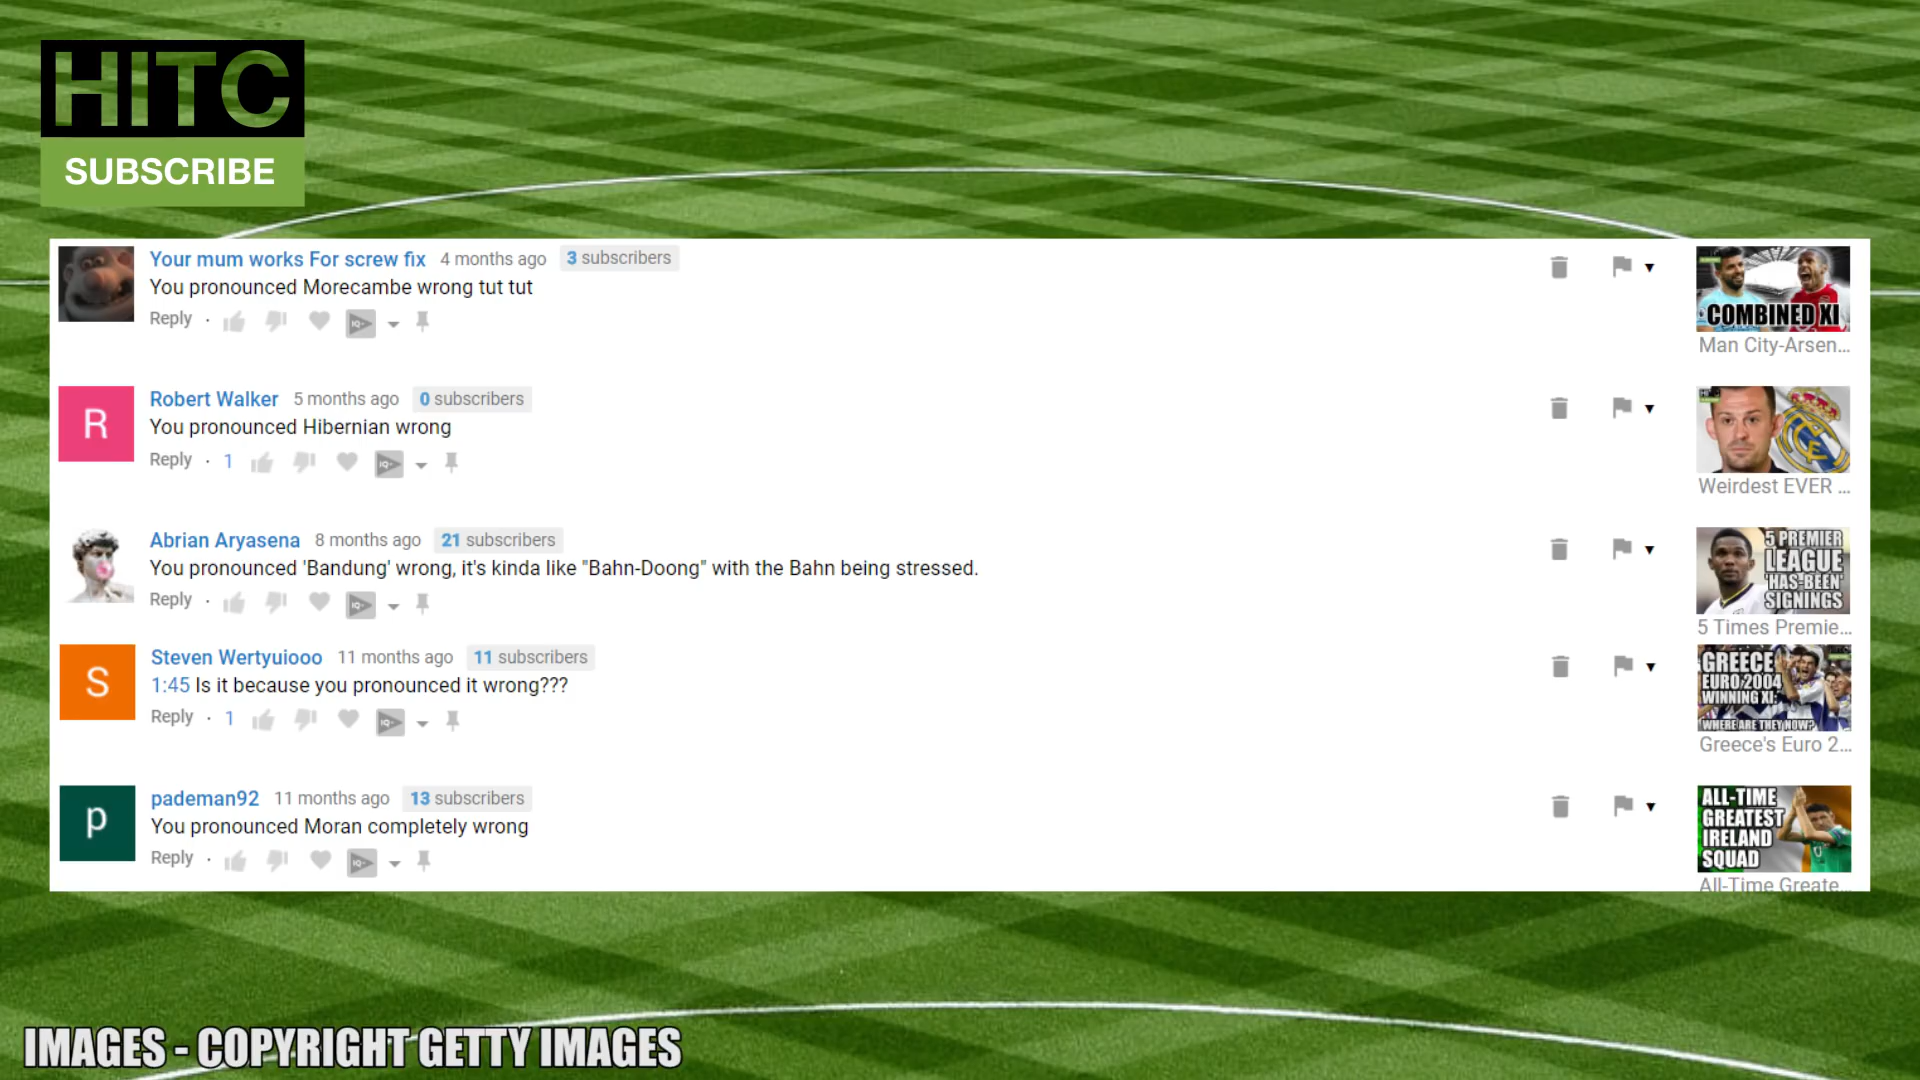 HITC
SUBSCRIBE
Your mum works For screw fix 4 months ago 3 subscribers
You pronounced Morecambe wrong tut tut
Reply ·
COMBINED XI
Man City-Arsen...
Robert Walker 5 months ago 0 subscribers
You pronounced Hibernian wrong
Reply · 1
Weirdest EVER ...
Abrian Aryasena 8 months ago 21 subscribers
You pronounced 'Bandung' wrong, it's kinda like "Bahn-Doong" with the Bahn being stressed.
Reply ·
5 PREMIER
LEAGUE
'HAS-BEEN'
SIGNINGS
5 Times Premie...
Steven Wertyuiooo 11 months ago 11 subscribers
1:45 Is it because you pronounced it wrong???
Reply · 1
GREECE
EURO 2004
WINNING XI:
WHERE ARE THEY NOW?
Greece's Euro 2...
pademan92 11 months ago 13 subscribers
You pronounced Moran completely wrong
Reply ·
ALL-TIME
GREATEST
IRELAND
SQUAD
All-Time Greate...
IMAGES - COPYRIGHT GETTY IMAGES